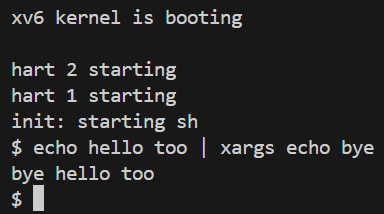 xv6 kernel is booting
hart 2 starting
hart 1 starting
init: starting sh
$ echo hello too | xargs echo bye
bye hello too
$